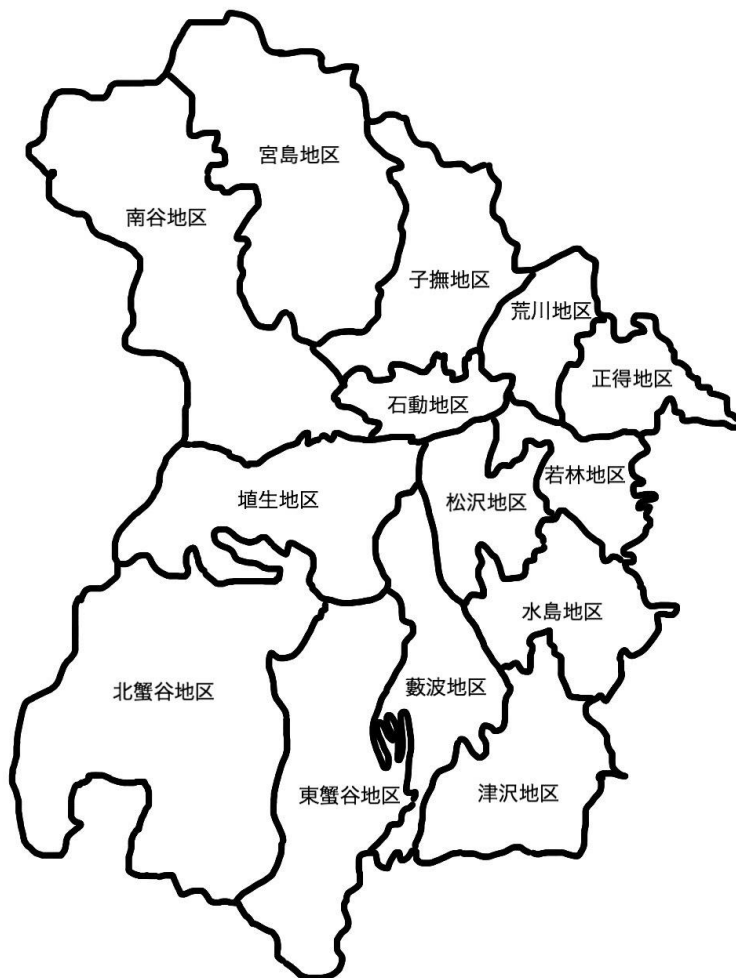 宮島地区
南谷地区
子撫地区
荒川地区
正得地区
石動地区
若林地区
埴生地区
松沢地区
水島地区
北蟹谷地区
藪波地区
東蟹谷地区
津沢地区